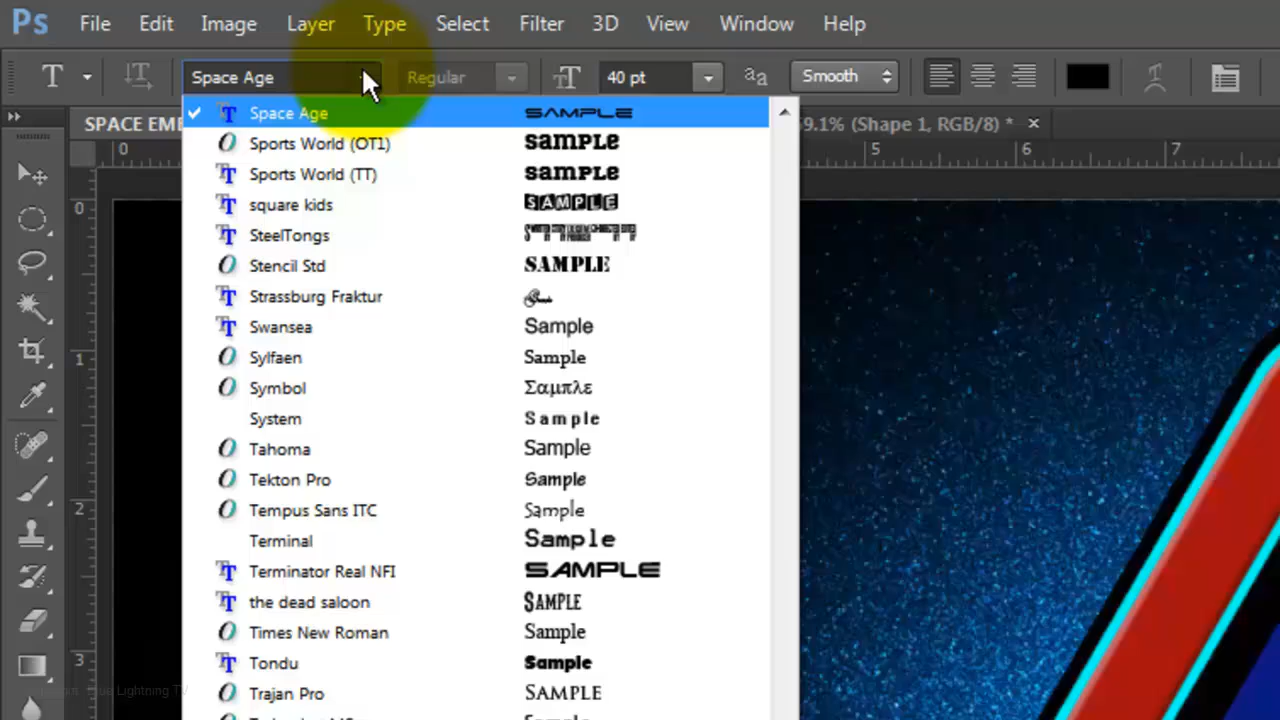 Ps File Edit Image Layer Type Select Filter 3D View Window Help
T Space Age Regular 40 pt aa Smooth
SPACE EME 9.1% (Shape 1, RGB/8) * ×
0 5 6 7
Space Age SAMPLE
Sports World (OT1) SAMPLE
Sports World (TT) SAMPLE
square kids SAMPLE
SteelTongs
Stencil Std SAMPLE
Strassburg Fraktur
Swansea Sample
Sylfaen Sample
Symbol Σαμπλε
System Sample
Tahoma Sample
Tekton Pro Sample
Tempus Sans ITC Sample
Terminal Sample
Terminator Real NFI SAMPLE
the dead saloon SAMPLE
Times New Roman Sample
Tondu Sample
Trajan Pro SAMPLE
0
1
2
3
Lightning TV